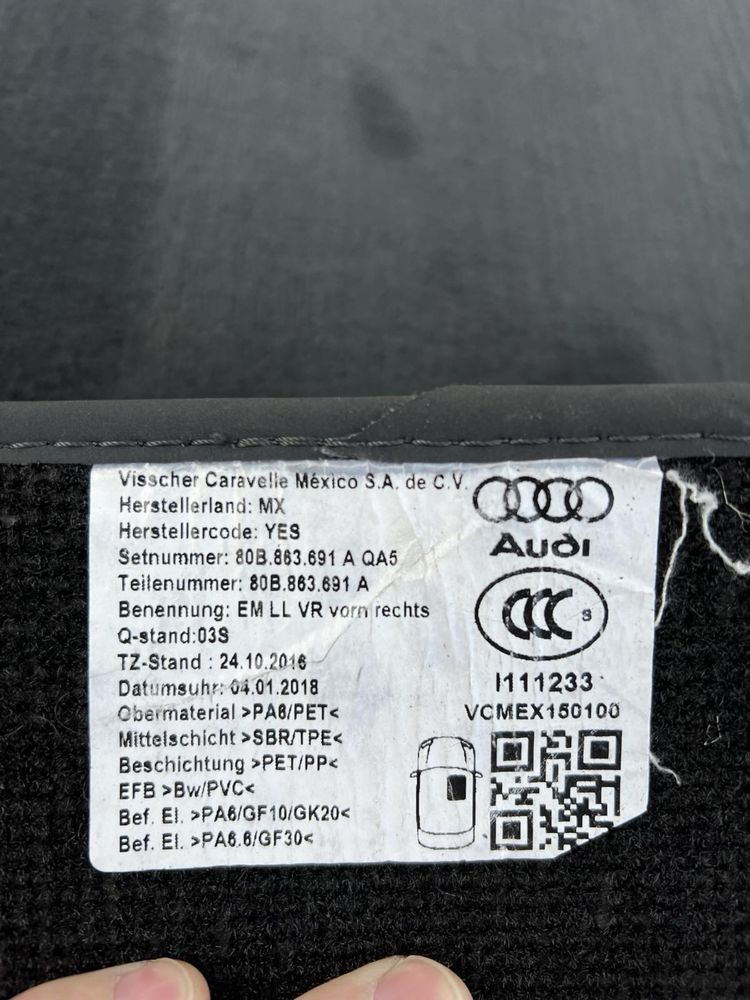 Visscher Caravelle México S.A. de C.V.
Herstellerland: MX
Herstellercode: YES
Setnummer: 80B.863.691 A QA5
Teilenummer: 80B.863.691 A
Benennung: EM LL VR vorn rechts
Q-stand:03S
TZ-Stand : 24.10.2016
Datumsuhr: 04.01.2018
Obermaterial >PA6/PET<
Mittelschicht >SBR/TPE<
Beschichtung >PET/PP<
EFB >Bw/PVC<
Bef. El. >PA6/GF10/GK20<
Bef. El. >PA6.6/GF30<
Audi
CCC S
I111233
VCMEX150100